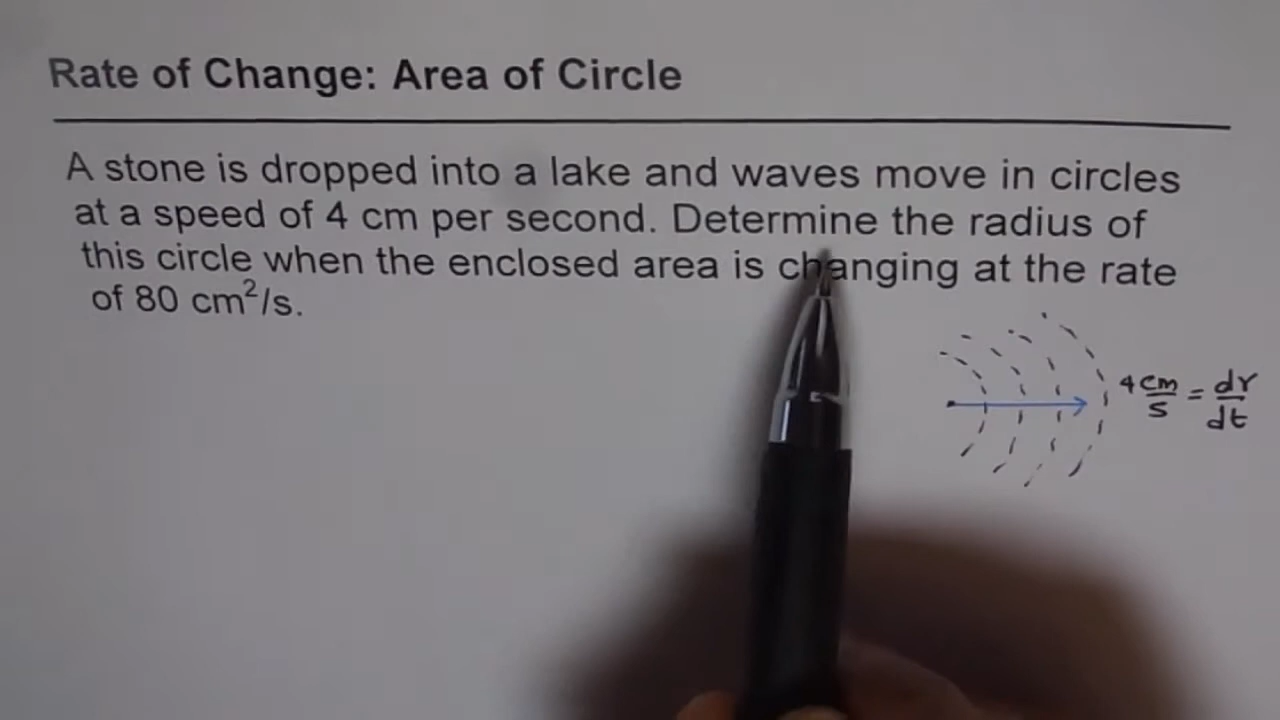 Rate of Change: Area of Circle
A stone is dropped into a lake and waves move in circles
at a speed of 4 cm per second. Determine the radius of
this circle when the enclosed area is changing at the rate
of 80 cm²/s.
4 cm/s = dr/dt